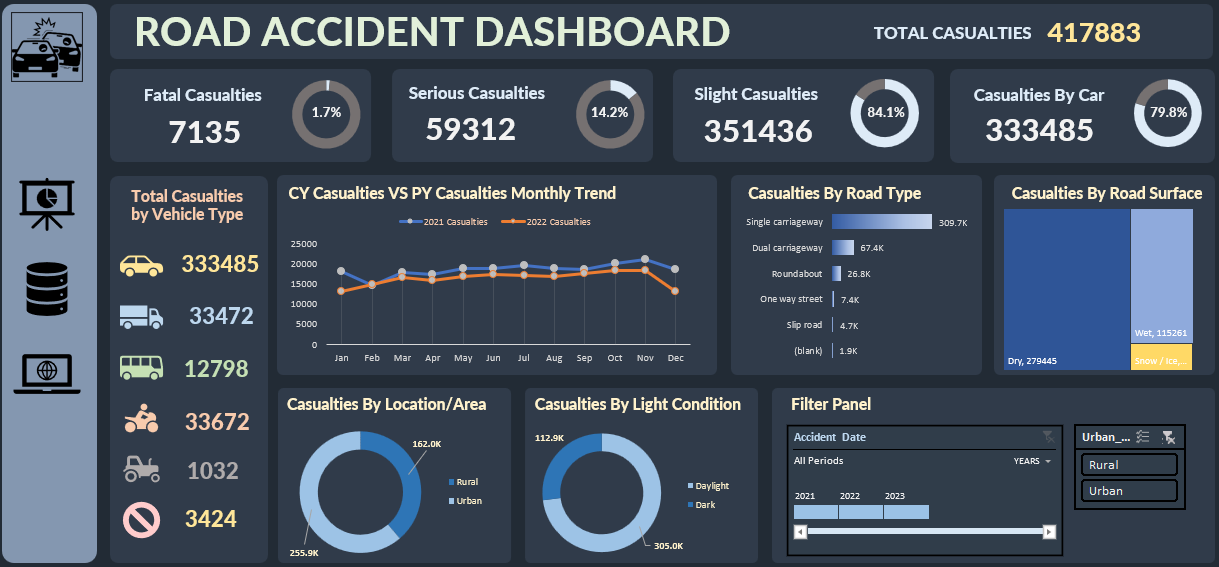 ROAD ACCIDENT DASHBOARD
TOTAL CASUALTIES 417883
Fatal Casualties
7135
1.7%
Serious Casualties
59312
14.2%
Slight Casualties
351436
84.1%
Casualties By Car
333485
79.8%
Total Casualties
by Vehicle Type
333485
33472
12798
33672
1032
3424
CY Casualties VS PY Casualties Monthly Trend
2021 Casualties
2022 Casualties
25000
20000
15000
10000
5000
0
Jan Feb Mar Apr May Jun Jul Aug Sep Oct Nov Dec
Casualties By Road Type
Single carriageway 309.7K
Dual carriageway 67.4K
Roundabout 26.8K
One way street 7.4K
Slip road 4.7K
(blank) 1.9K
Casualties By Road Surface
Dry, 279445
Wet, 115261
Snow / Ice,...
Casualties By Location/Area
162.0K
Rural
Urban
255.9K
Casualties By Light Condition
112.9K
Daylight
Dark
305.0K
Filter Panel
Accident Date
All Periods
YEARS
2021 2022 2023
Urban_...
Rural
Urban